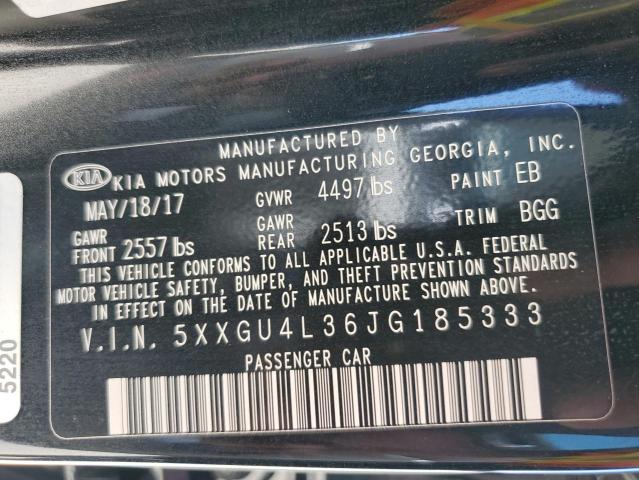 MANUFACTURED BY
KIA KIA MOTORS MANUFACTURING GEORGIA, INC.
MAY/18/17 GVWR 4497 lbs PAINT EB
GAWR FRONT 2557 lbs GAWR REAR 2513 lbs TRIM BGG
THIS VEHICLE CONFORMS TO ALL APPLICABLE U.S.A. FEDERAL
MOTOR VEHICLE SAFETY, BUMPER, AND THEFT PREVENTION STANDARDS
IN EFFECT ON THE DATE OF MANUFACTURE SHOWN ABOVE.
V.I.N. 5XXGU4L36JG185333
PASSENGER CAR
5220